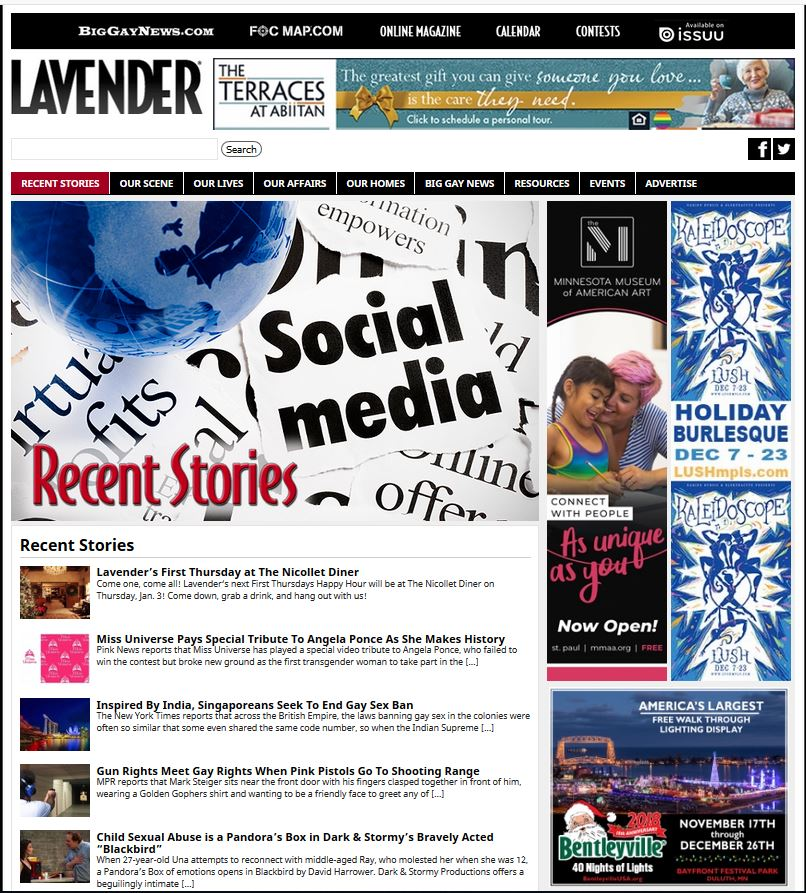 BIGGAYNEWS.COM
FOC MAP.COM
ONLINE MAGAZINE
CALENDAR
CONTESTS
Available on
issuu
LAVENDER®
THE
TERRACES
AT ABIITAN
The greatest gift you can give someone you love...
is the care they need.
Click to schedule a personal tour.
Search
RECENT STORIES
OUR SCENE
OUR LIVES
OUR AFFAIRS
OUR HOMES
BIG GAY NEWS
RESOURCES
EVENTS
ADVERTISE
rmation
empowers
Social
media
irtua
ofits
al
online
offer
Recent Stories
Recent Stories
Lavender's First Thursday at The Nicollet Diner
Come one, come all! Lavender's next First Thursdays Happy Hour will be at The Nicollet Diner on
Thursday, Jan. 3! Come down, grab a drink, and hang out with us!
Miss Universe Pays Special Tribute To Angela Ponce As She Makes History
Pink News reports that Miss Universe has played a special video tribute to Angela Ponce, who failed to
win the contest but broke new ground as the first transgender woman to take part in the [...]
Inspired By India, Singaporeans Seek To End Gay Sex Ban
The New York Times reports that across the British Empire, the laws banning gay sex in the colonies were
often so similar that some even shared the same code number, so when the Indian Supreme [...]
Gun Rights Meet Gay Rights When Pink Pistols Go To Shooting Range
MPR reports that Mark Steiger sits near the front door with his fingers clasped together in front of him,
wearing a Golden Gophers shirt and wanting to be a friendly face to greet any of [...]
Child Sexual Abuse is a Pandora's Box in Dark & Stormy's Bravely Acted
"Blackbird"
When 27-year-old Una attempts to reconnect with middle-aged Ray, who molested her when she was 12,
a Pandora's Box of emotions opens in Blackbird by David Harrower. Dark & Stormy Productions offers a
beguilingly intimate [...]
the
M
MINNESOTA MUSEUM
of AMERICAN ART
CONNECT
WITH PEOPLE
As unique
as you
Now Open!
st. paul | mmaa.org | FREE
KALEIDOSCOPE
LUSH
DEC 7-23
HOLIDAY
BURLESQUE
DEC 7 - 23
LUSHmpls.com
KALEIDOSCOPE
LUSH
DEC 7-23
AMERICA'S LARGEST
FREE WALK THROUGH
LIGHTING DISPLAY
2018
Bentleyville
40 Nights of Lights
BentleyvilleUSA.org
NOVEMBER 17TH
through
DECEMBER 26TH
BAYFRONT FESTIVAL PARK
DULUTH, MN